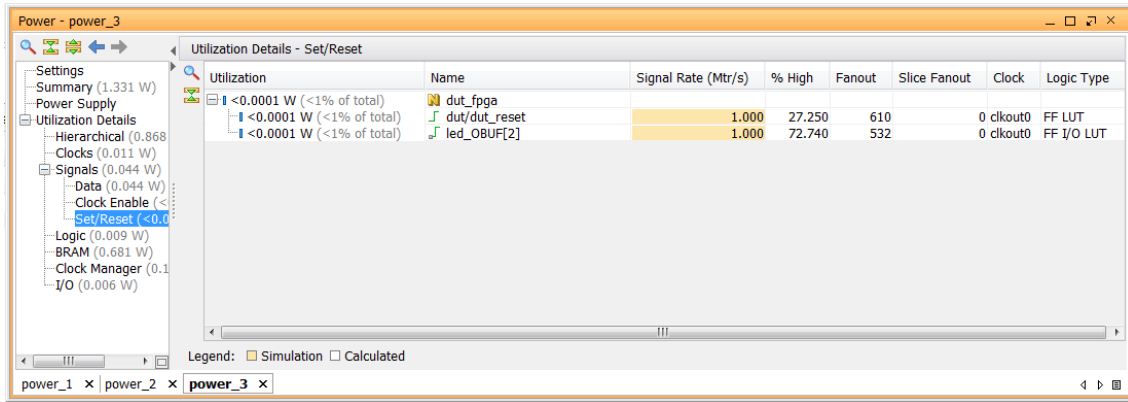 Power - power_3
Utilization Details - Set/Reset
Settings
Summary (1.331 W)
Power Supply
Utilization Details
Hierarchical (0.868
Clocks (0.011 W)
Signals (0.044 W)
Data (0.044 W)
Clock Enable (<
Set/Reset (<0.0
Logic (0.009 W)
BRAM (0.681 W)
Clock Manager (0.1
I/O (0.006 W)
Utilization Name Signal Rate (Mtr/s) % High Fanout Slice Fanout Clock Logic Type
<0.0001 W (<1% of total) dut_fpga
<0.0001 W (<1% of total) dut/dut_reset 1.000 27.250 610 0 clkout0 FF LUT
<0.0001 W (<1% of total) led_OBUF[2] 1.000 72.740 532 0 clkout0 FF I/O LUT
Legend: Simulation Calculated
power_1 power_2 power_3